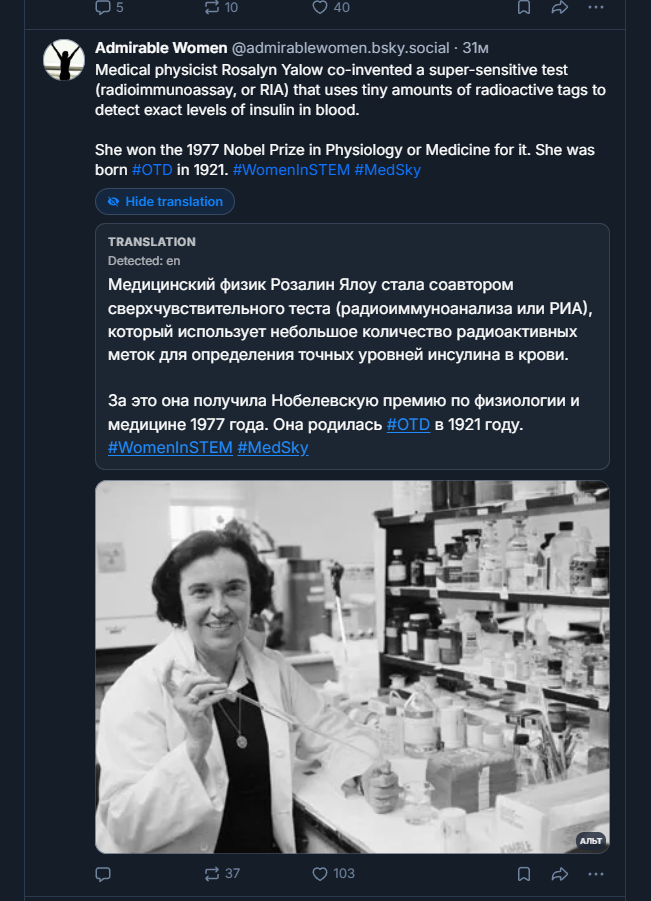 5 10 40
Admirable Women @admirablewomen.bsky.social · 31м
Medical physicist Rosalyn Yalow co-invented a super-sensitive test
(radioimmunoassay, or RIA) that uses tiny amounts of radioactive tags to
detect exact levels of insulin in blood.
She won the 1977 Nobel Prize in Physiology or Medicine for it. She was
born #OTD in 1921. #WomenInSTEM #MedSky
Hide translation
TRANSLATION
Detected: en
Медицинский физик Розалин Ялоу стала соавтором
сверхчувствительного теста (радиоиммуноанализа или РИА),
который использует небольшое количество радиоактивных
меток для определения точных уровней инсулина в крови.
За это она получила Нобелевскую премию по физиологии и
медицине 1977 года. Она родилась #OTD в 1921 году.
#WomenInSTEM #MedSky
KIMBLE
АЛЬТ
37 103